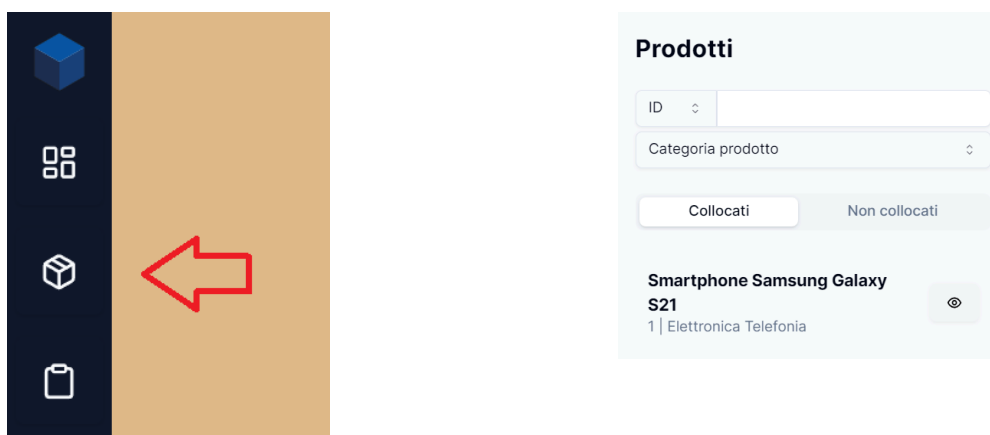 Prodotti
ID
Categoria prodotto
Collocati Non collocati
Smartphone Samsung Galaxy
S21
1 | Elettronica Telefonia